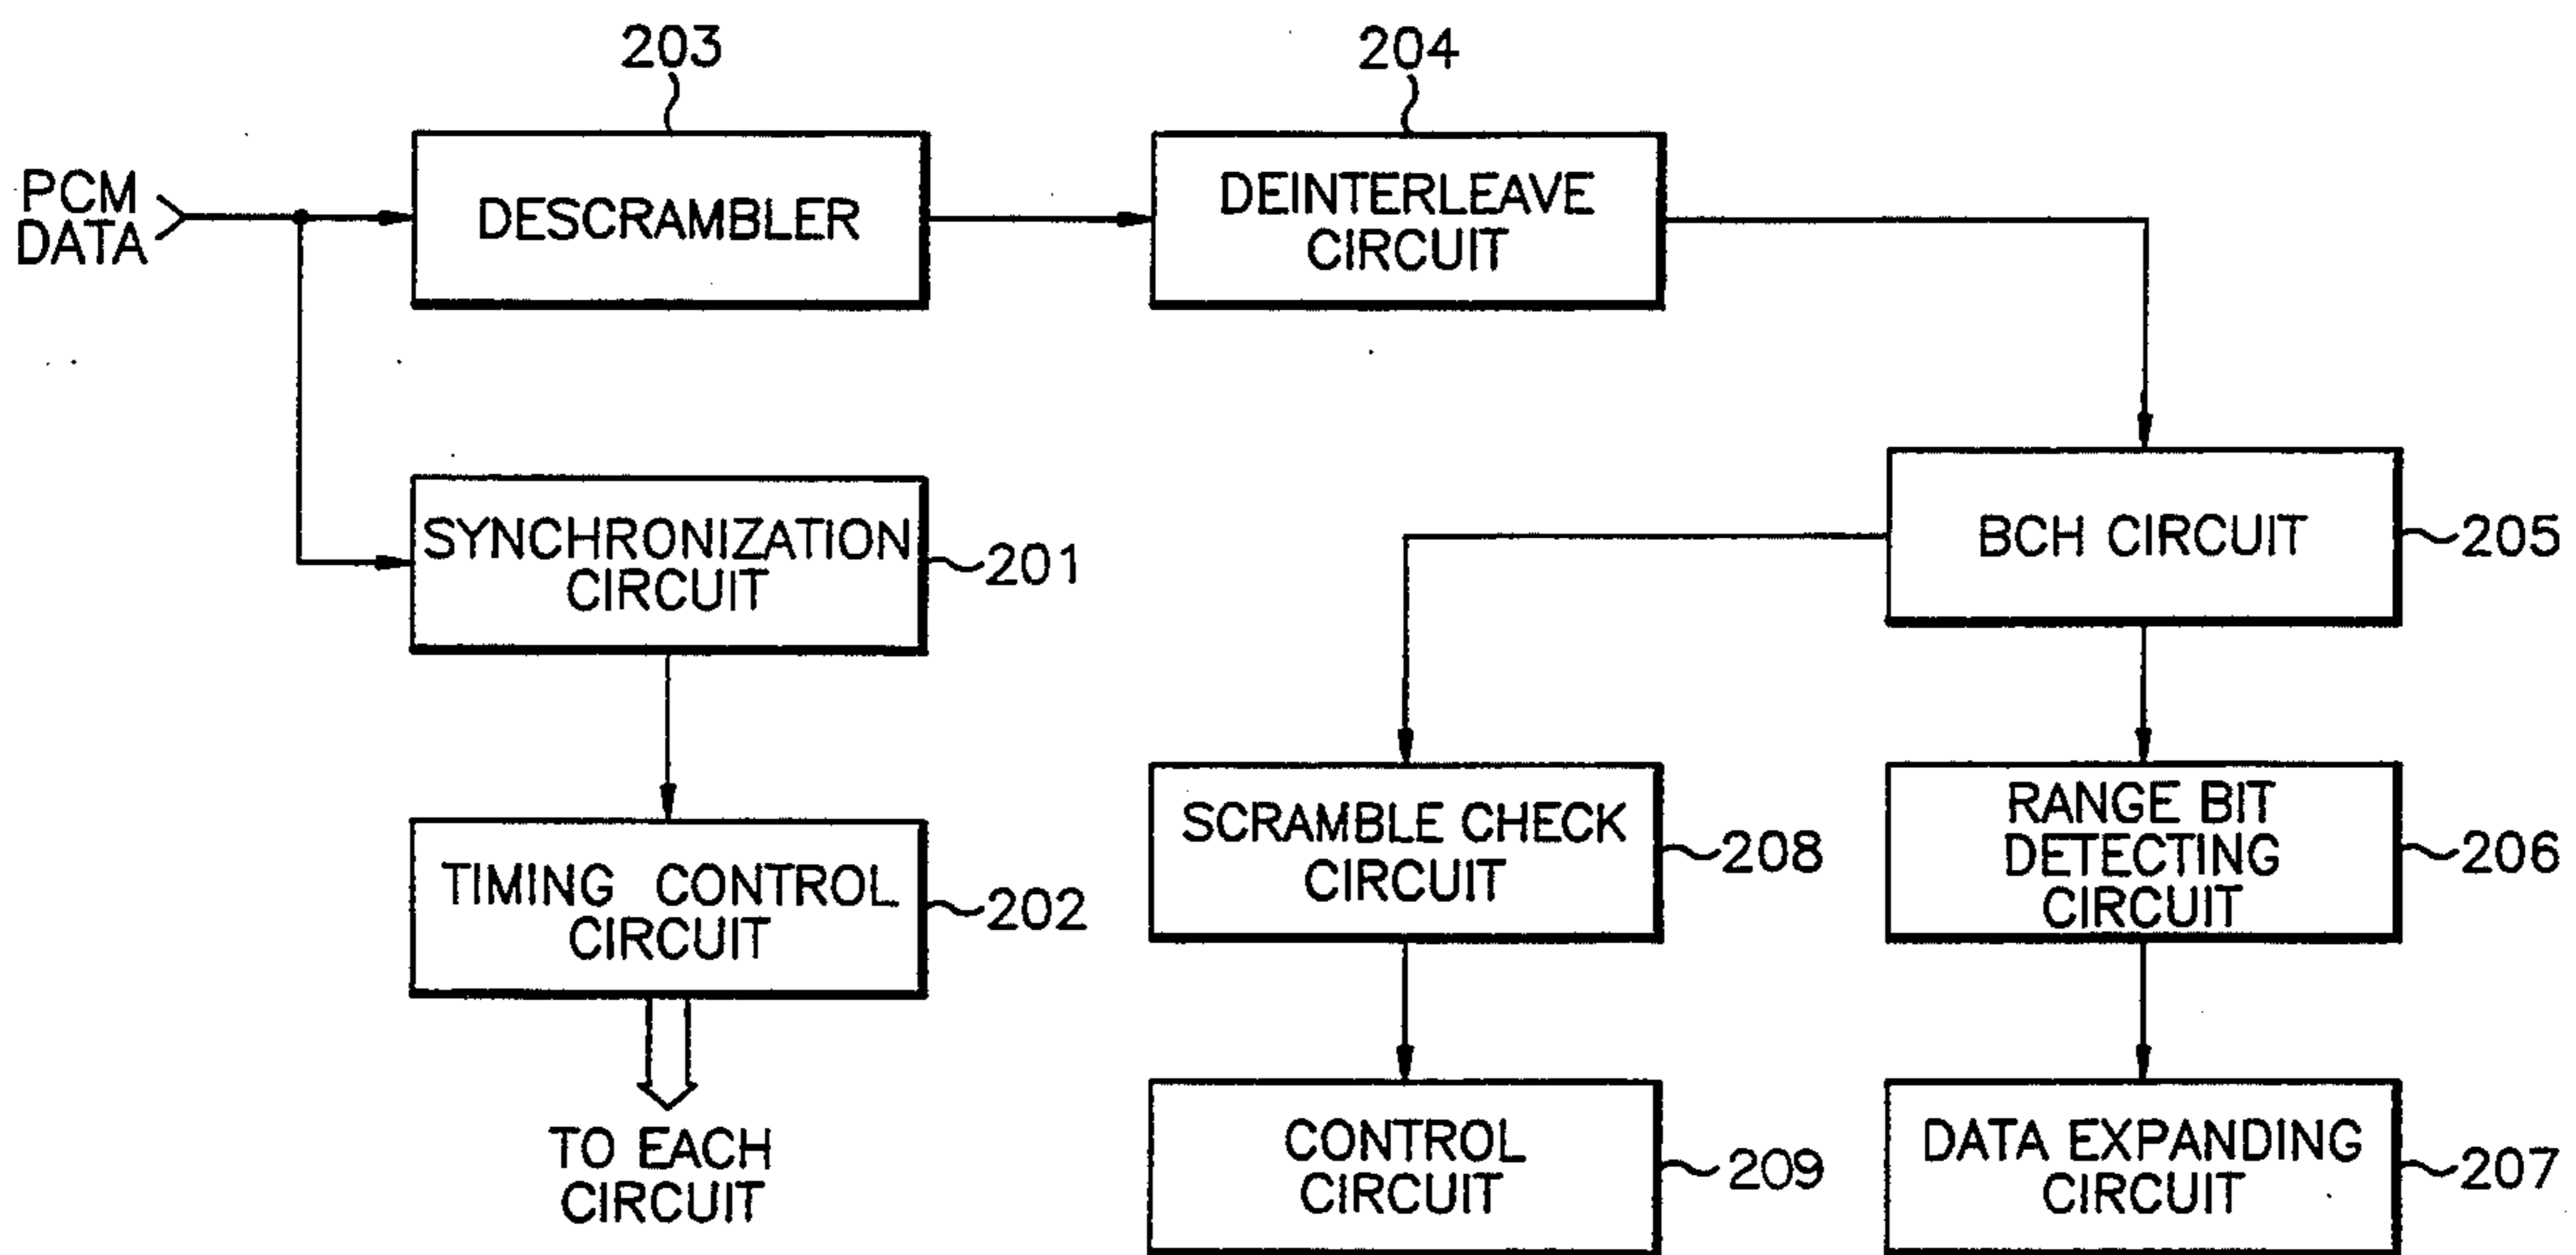 203
204
PCM
DATA
DESCRAMBLER
DEINTERLEAVE
CIRCUIT
SYNCHRONIZATION
CIRCUIT
201
BCH CIRCUIT
205
TIMING CONTROL
CIRCUIT
202
SCRAMBLE CHECK
CIRCUIT
208
RANGE BIT
DETECTING
CIRCUIT
206
TO EACH
CIRCUIT
CONTROL
CIRCUIT
209
DATA EXPANDING
CIRCUIT
207